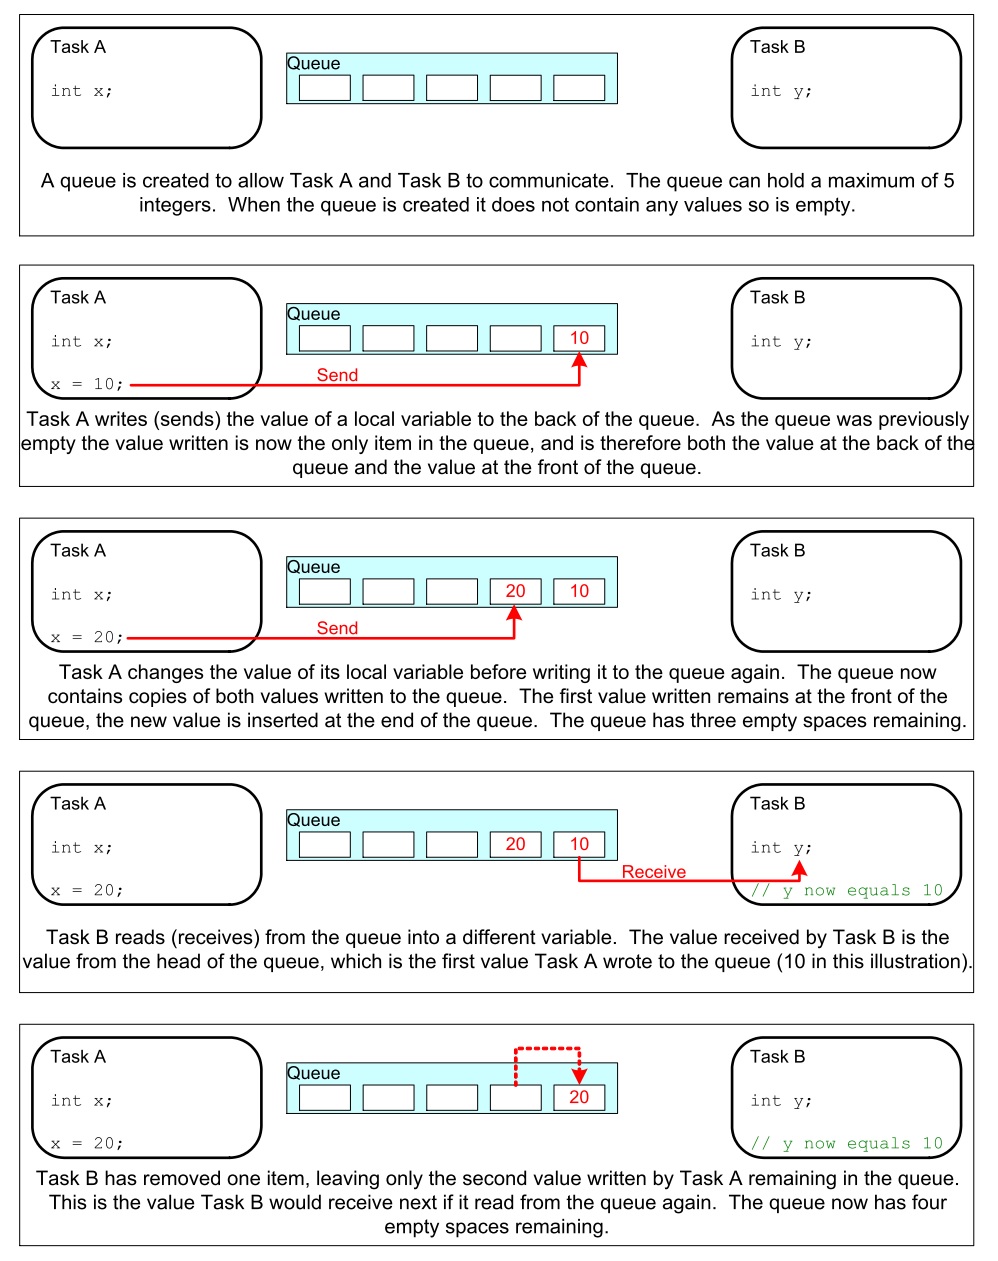 Task A
int x;
Queue
Task B
int y;
A queue is created to allow Task A and Task B to communicate.  The queue can hold a maximum of 5
integers.  When the queue is created it does not contain any values so is empty.
Task A
int x;
x = 10;
Queue
10
Send
Task B
int y;
Task A writes (sends) the value of a local variable to the back of the queue.  As the queue was previously
empty the value written is now the only item in the queue, and is therefore both the value at the back of the
queue and the value at the front of the queue.
Task A
int x;
x = 20;
Queue
20 10
Send
Task B
int y;
Task A changes the value of its local variable before writing it to the queue again.  The queue now
contains copies of both values written to the queue.  The first value written remains at the front of the
queue, the new value is inserted at the end of the queue.  The queue has three empty spaces remaining.
Task A
int x;
x = 20;
Queue
20 10
Receive
Task B
int y;
// y now equals 10
Task B reads (receives) from the queue into a different variable.  The value received by Task B is the
value from the head of the queue, which is the first value Task A wrote to the queue (10 in this illustration).
Task A
int x;
x = 20;
Queue
20
Task B
int y;
// y now equals 10
Task B has removed one item, leaving only the second value written by Task A remaining in the queue.
This is the value Task B would receive next if it read from the queue again.  The queue now has four
empty spaces remaining.